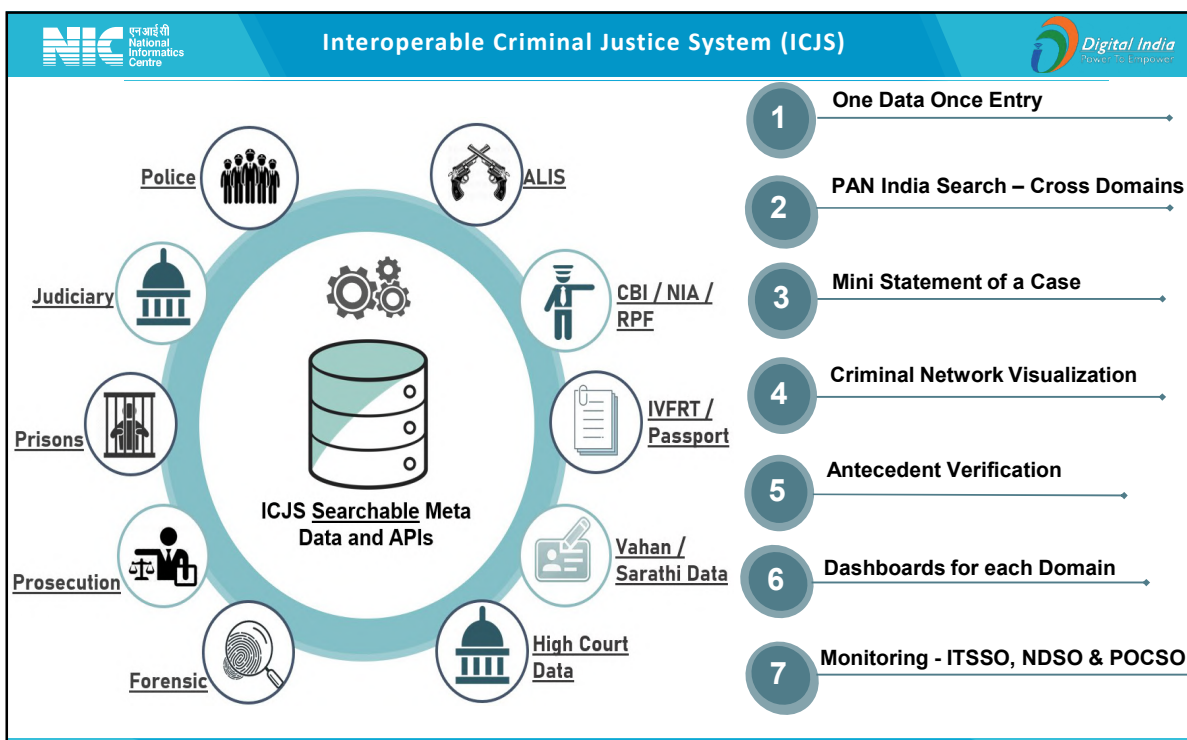 NIC
एन आई सी
National
Informatics
Centre
Interoperable Criminal Justice System (ICJS)
Digital India
Power To Empower
Police
ALIS
Judiciary
CBI / NIA /
RPF
Prisons
IVFRT /
Passport
ICJS Searchable Meta
Data and APIs
Prosecution
Vahan /
Sarathi Data
Forensic
High Court
Data
1
One Data Once Entry
2
PAN India Search – Cross Domains
3
Mini Statement of a Case
4
Criminal Network Visualization
5
Antecedent Verification
6
Dashboards for each Domain
7
Monitoring - ITSSO, NDSO & POCSO